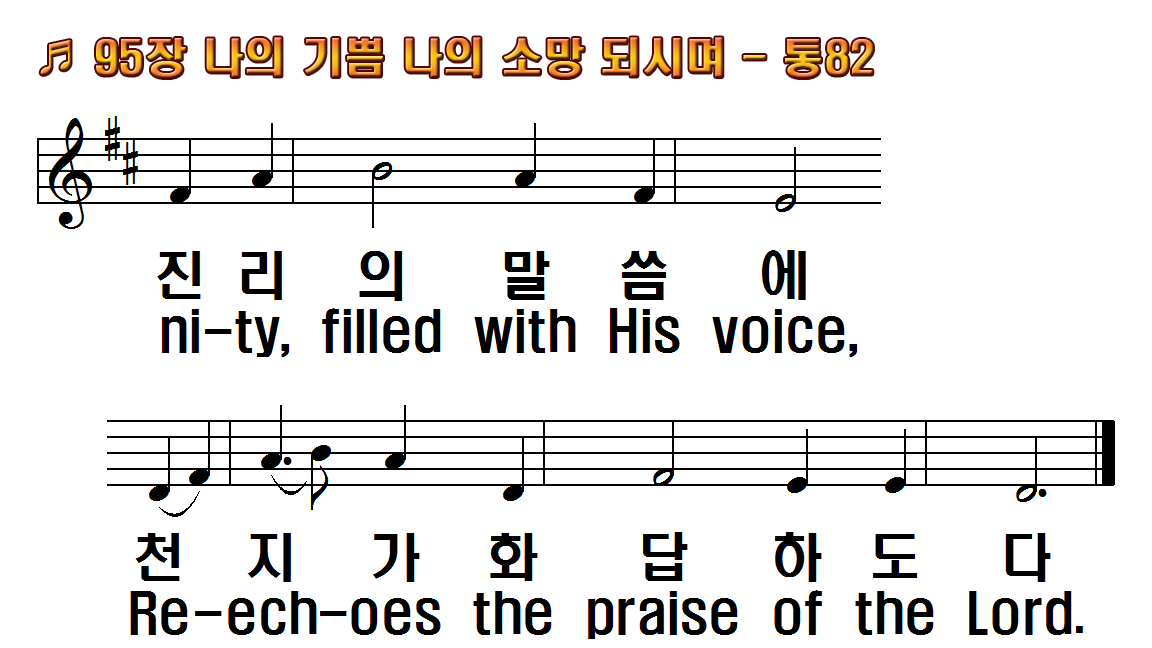 ♬ 95장 나의 기쁨 나의 소망 되시며 - 통82
진 리 의 말 씀 에
ni-ty, filled with His voice,
천 지 가 화 답 하 도 다
Re-ech-oes the praise of the Lord.